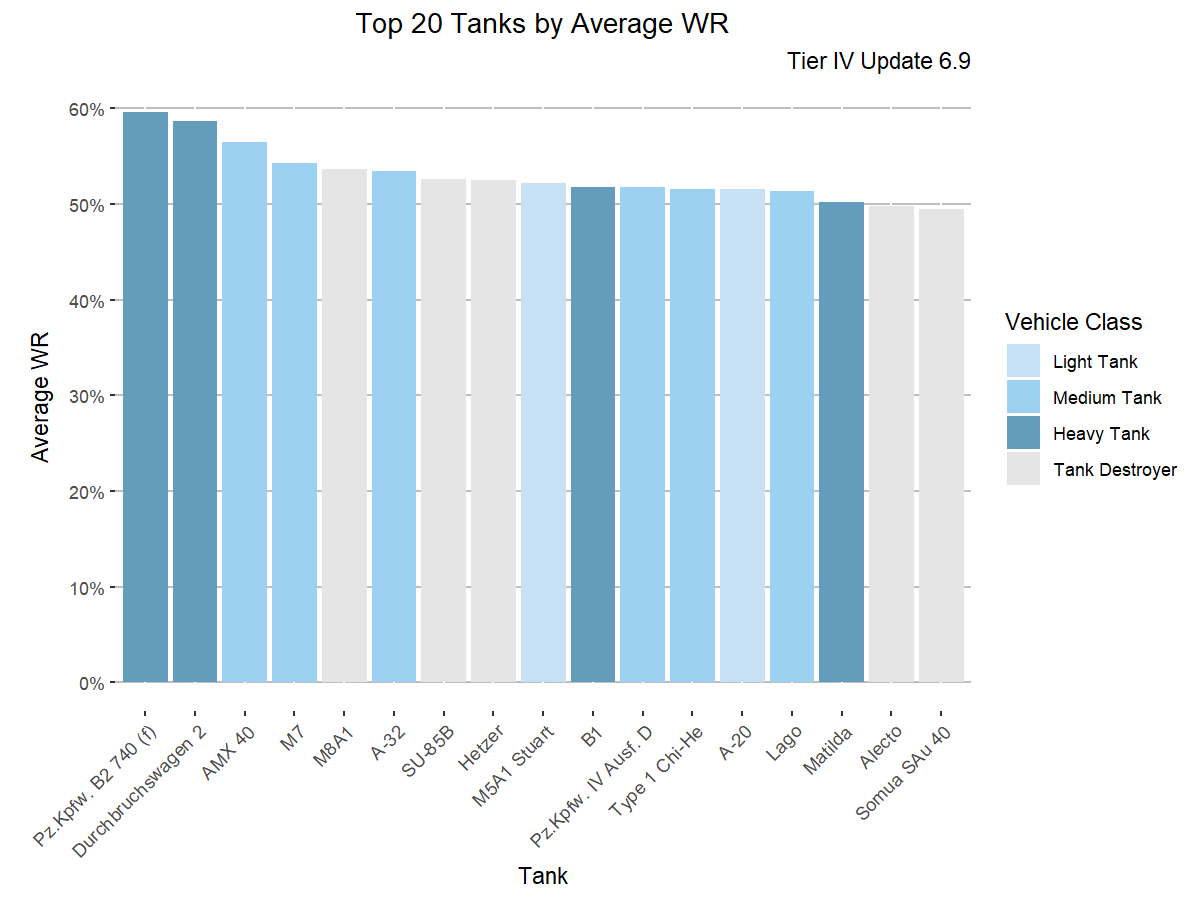 Top 20 Tanks by Average WR
Tier IV Update 6.9
Average WR
60%
50%
40%
30%
20%
10%
0%
Pz.Kpfw. B2 740 (f)
Durchbruchswagen 2
AMX 40
M7
M8A1
A-32
SU-85B
Hetzer
M5A1 Stuart
B1
Pz.Kpfw. IV Ausf. D
Type 1 Chi-He
A-20
Lago
Matilda
Alecto
Somua SAu 40
Tank
Vehicle Class
Light Tank
Medium Tank
Heavy Tank
Tank Destroyer